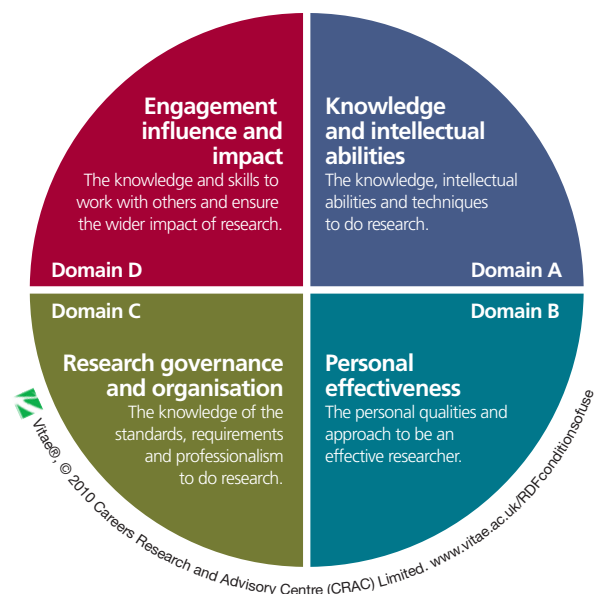 Engagement
influence and
impact
The knowledge and skills to
work with others and ensure
the wider impact of research.
Domain D
Knowledge
and intellectual
abilities
The knowledge, intellectual
abilities and techniques
to do research.
Domain A
Domain C
Research governance
and organisation
The knowledge of the
standards, requirements
and professionalism
to do research.
Domain B
Personal
effectiveness
The personal qualities and
approach to be an
effective researcher.
Vitae®, © 2010 Careers Research and Advisory Centre (CRAC) Limited. www.vitae.ac.uk/RDFconditionsofuse